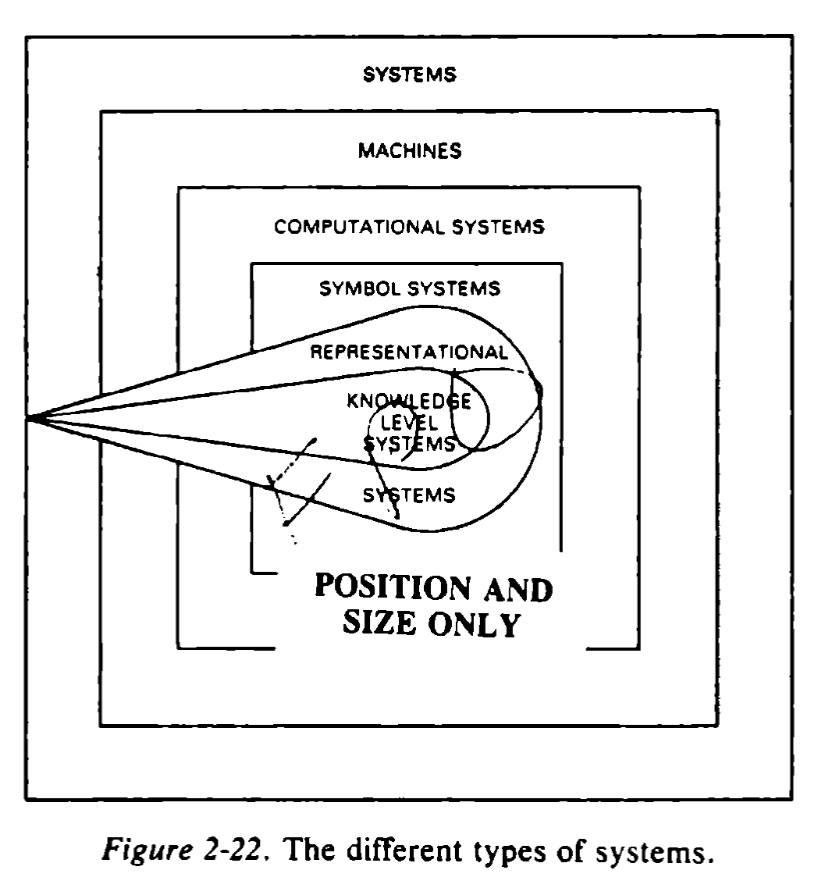 SYSTEMS
MACHINES
COMPUTATIONAL SYSTEMS
SYMBOL SYSTEMS
REPRESENTATIONAL
KNOWLEDGE
LEVEL
SYSTEMS
SYSTEMS
POSITION AND
SIZE ONLY
Figure 2-22. The different types of systems.